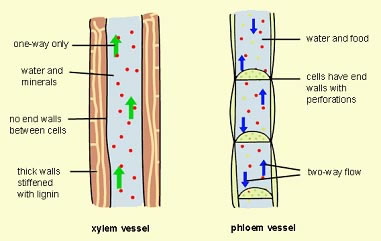 one-way only
water and
minerals
no end walls
between cells
thick walls
stiffened
with lignin
xylem vessel
water and food
cells have end
walls with
perforations
two-way flow
phloem vessel